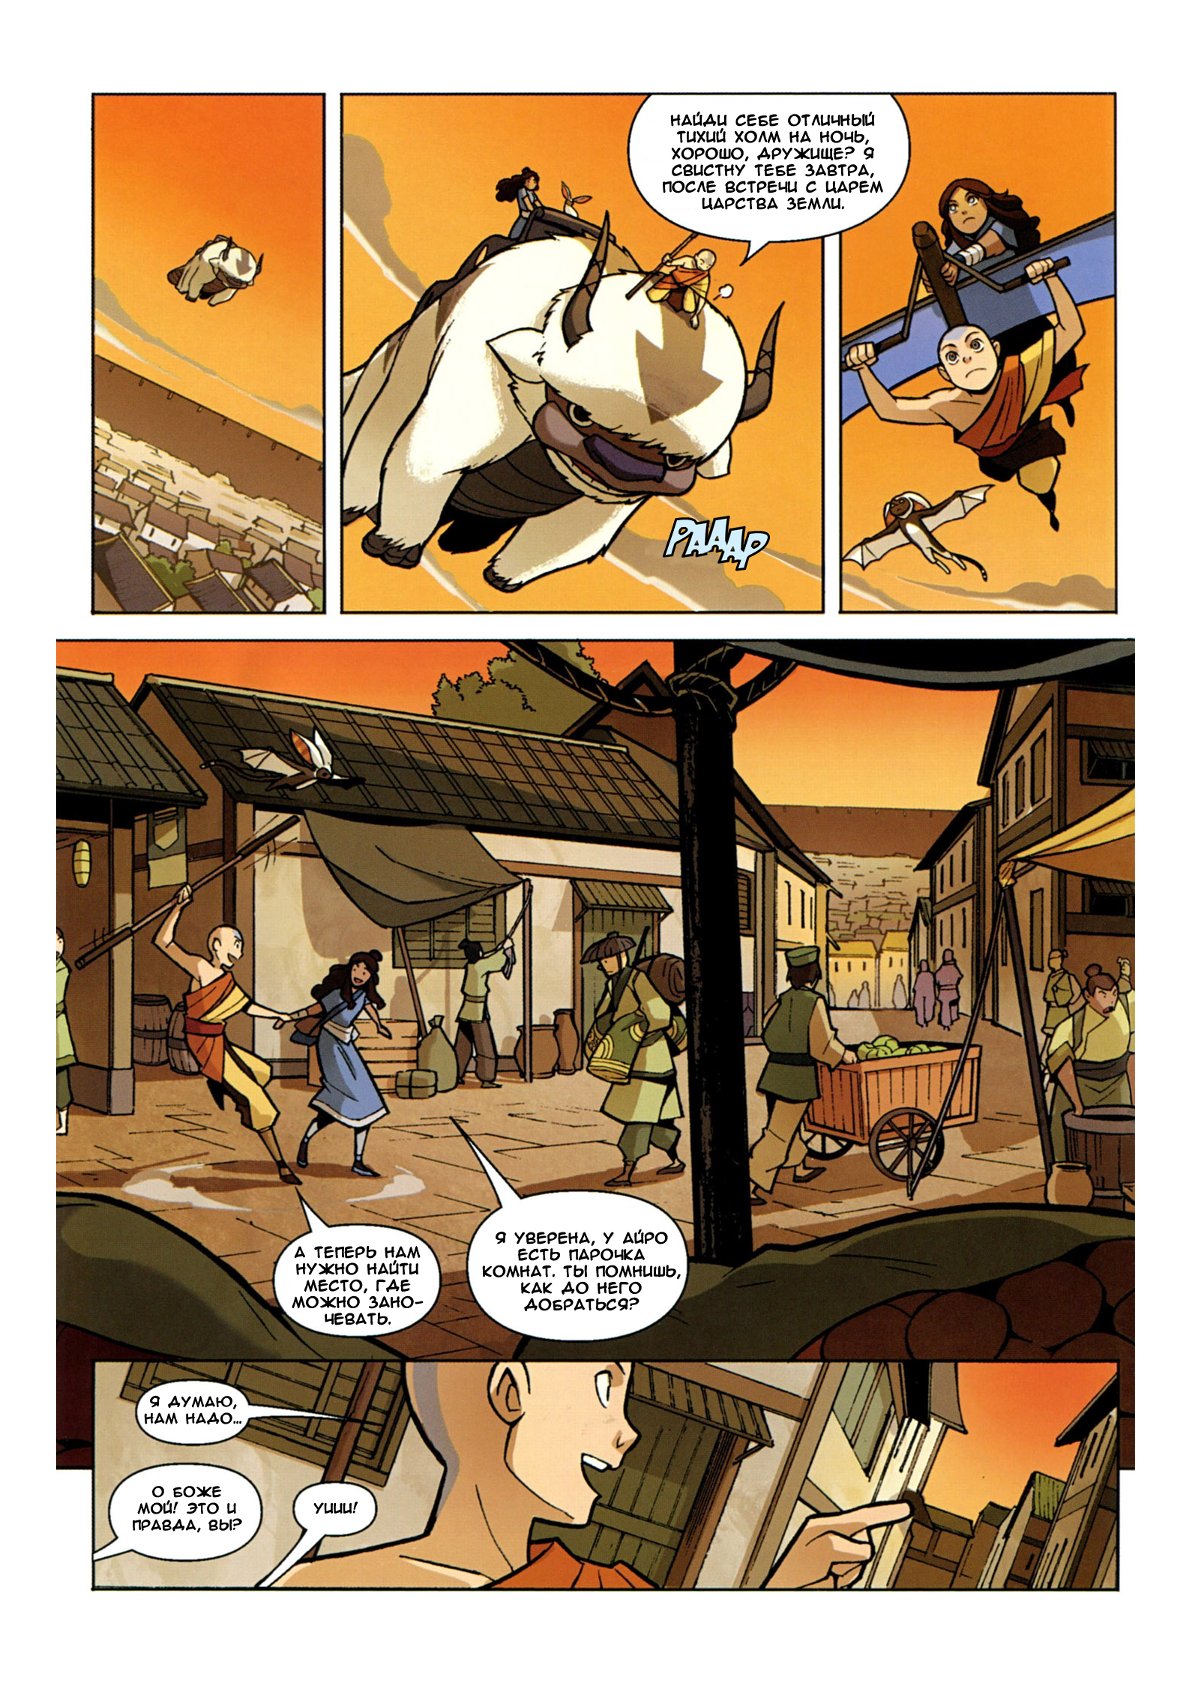 НАЙДИ СЕБЕ ОТЛИЧНЫЙ
ТИХИЙ ХОЛМ НА НОЧЬ,
ХОРОШО, ДРУЖИЩЕ? Я
СВИСТНУ ТЕБЕ ЗАВТРА,
ПОСЛЕ ВСТРЕЧИ С ЦАРЕМ
ЦАРСТВА ЗЕМЛИ.
РАААР
А ТЕПЕРЬ НАМ
НУЖНО НАЙТИ
МЕСТО, ГДЕ
МОЖНО ЗАНО-
ЧЕВАТЬ.
Я УВЕРЕНА, У АЙРО
ЕСТЬ ПАРОЧКА
КОМНАТ. ТЫ ПОМНИШЬ,
КАК ДО НЕГО
ДОБРАТЬСЯ?
Я ДУМАЮ,
НАМ НАДО...
О БОЖЕ
МОЙ! ЭТО И
ПРАВДА, ВЫ?
УИИИ!